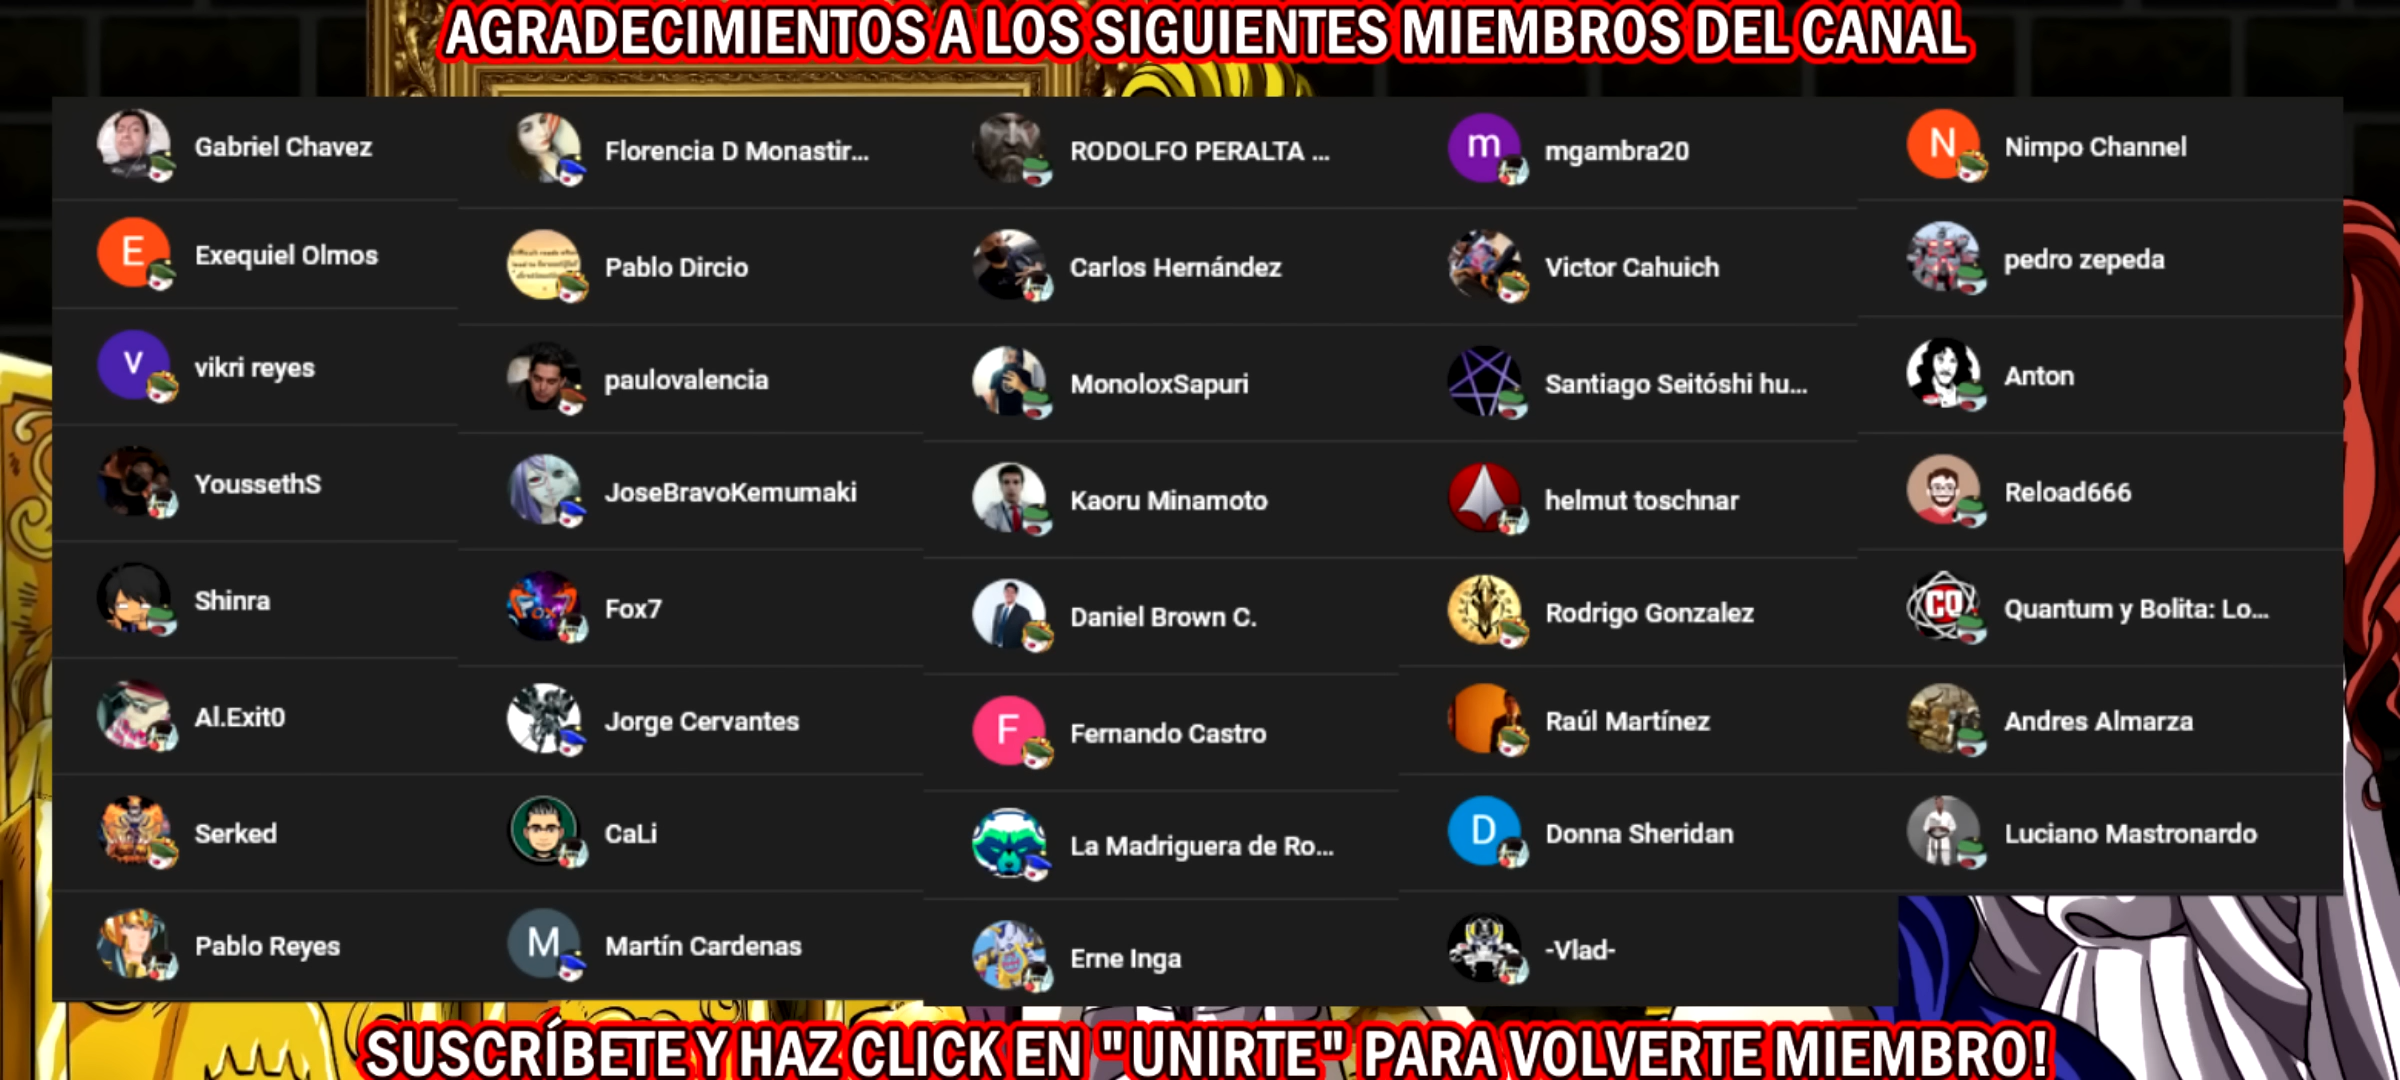 AGRADECIMIENTOS A LOS SIGUIENTES MIEMBROS DEL CANAL
Gabriel Chavez
Exequiel Olmos
vikri reyes
YoussethS
Shinra
Al.Exit0
Serked
Pablo Reyes
Florencia D Monastir...
Pablo Dircio
paulovalencia
JoseBravoKemumaki
Fox7
Jorge Cervantes
CaLi
Martín Cardenas
RODOLFO PERALTA ...
Carlos Hernández
MonoloxSapuri
Kaoru Minamoto
Daniel Brown C.
Fernando Castro
La Madriguera de Ro...
Erne Inga
mgambra20
Victor Cahuich
Santiago Seitóshi hu...
helmut toschnar
Rodrigo Gonzalez
Raúl Martínez
Donna Sheridan
-Vlad-
Nimpo Channel
pedro zepeda
Anton
Reload666
Quantum y Bolita: Lo...
Andres Almarza
Luciano Mastronardo
E
V
Fox7
M
F
m
D
N
CQ
SUSCRÍBETE Y HAZ CLICK EN "UNIRTE" PARA VOLVERTE MIEMBRO!